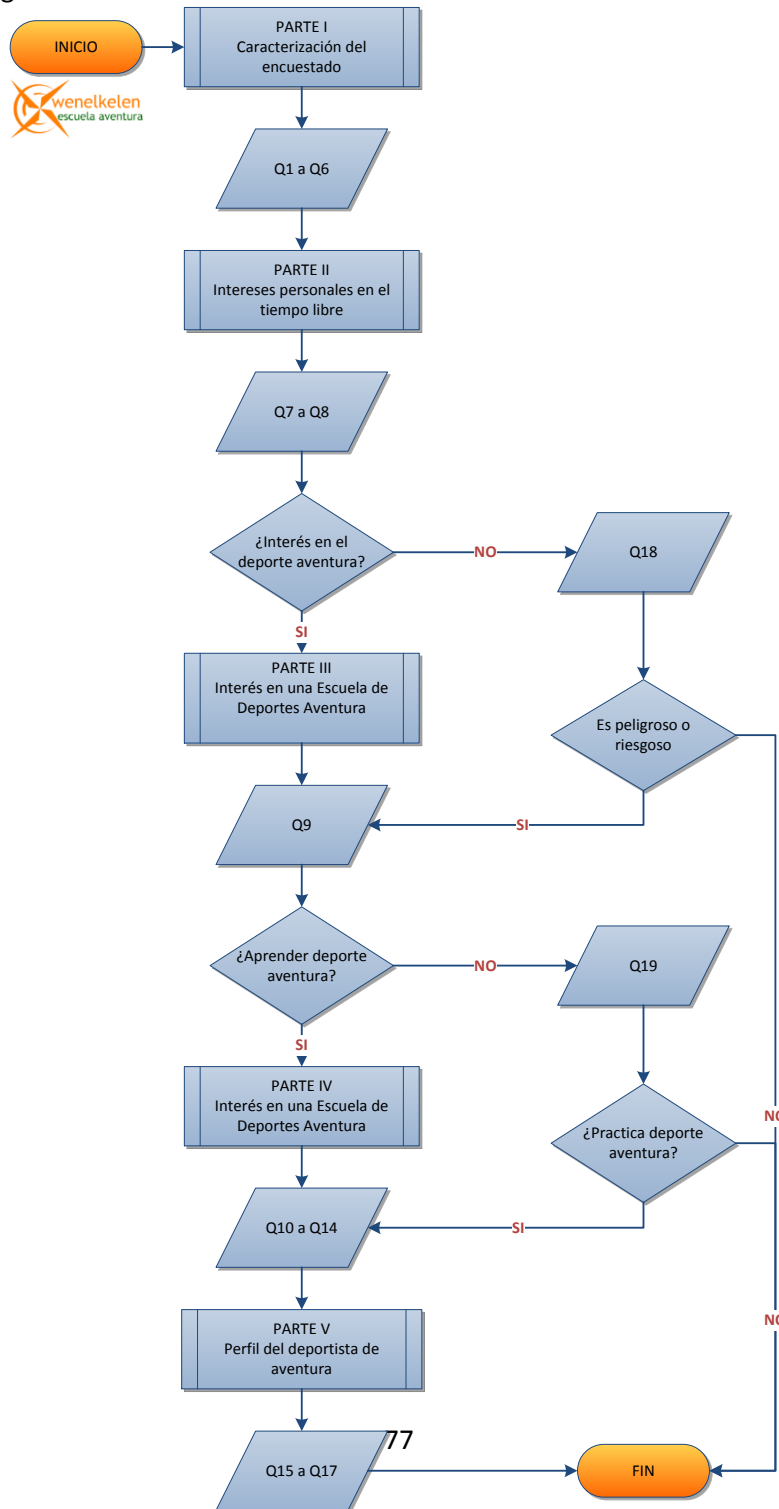 INICIO
PARTE I
Caracterización del
encuestado
wenelkelen
escuela aventura
Q1 a Q6
PARTE II
Intereses personales en el
tiempo libre
Q7 a Q8
¿Interés en el
deporte aventura?
NO
Q18
SI
PARTE III
Interés en una Escuela de
Deportes Aventura
Es peligroso o
riesgoso
Q9
SI
¿Aprender deporte
aventura?
NO
Q19
SI
PARTE IV
Interés en una Escuela de
Deportes Aventura
NO
¿Practica deporte
aventura?
Q10 a Q14
SI
PARTE V
Perfil del deportista de
aventura
NO
77
Q15 a Q17
FIN